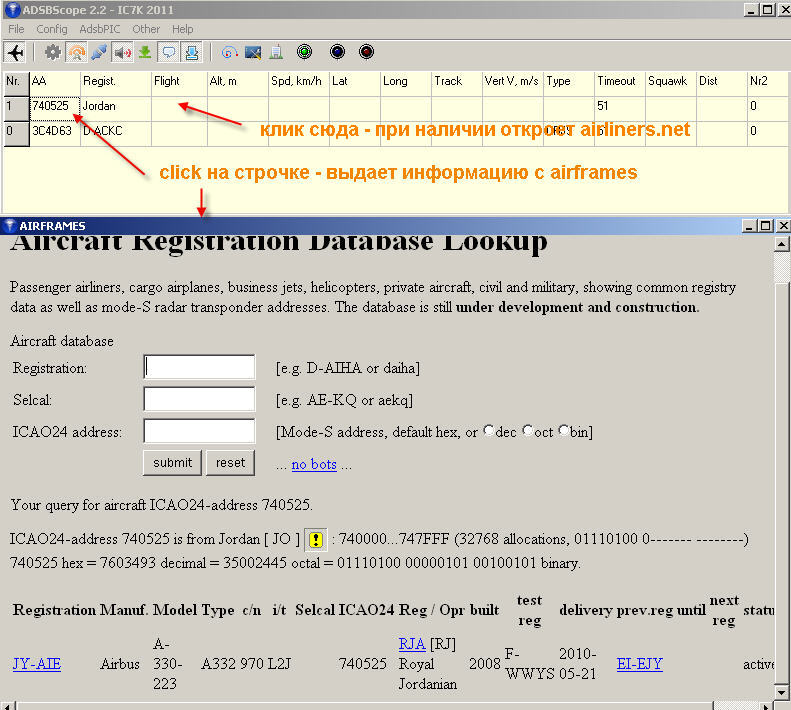 ADSBScope 2.2 - IC7K 2011
File Config AdsbPIC Other Help
Nr. AA Regist. Flight Alt, m Spd, km/h Lat Long Track Vert V, m/s Type Timeout Squawk Dist Nr2
1 740525 Jordan 51 0
0 3C4D63 D-ACKC 0
клик сюда - при наличии откроет airliners.net
click на строчке - выдает информацию с airframes
AIRFRAMES
Aircraft Registration Database Lookup
Passenger airliners, cargo airplanes, business jets, helicopters, private aircraft, civil and military, showing common registry
data as well as mode-S radar transponder addresses. The database is still under development and construction.
Aircraft database
Registration: [e.g. D-AIHA or daiha]
Selcal: [e.g. AE-KQ or aekq]
ICAO24 address: [Mode-S address, default hex, or dec oct bin]
submit reset ... no bots ...
Your query for aircraft ICAO24-address 740525.
ICAO24-address 740525 is from Jordan [ JO ] ! : 740000...747FFF (32768 allocations, 01110100 0------- --------)
740525 hex = 7603493 decimal = 35002445 octal = 01110100 00000101 00100101 binary.
Registration Manuf. Model Type c/n i/t Selcal ICAO24 Reg / Opr built test reg delivery prev.reg until next reg statu
JY-AIE Airbus A-330-223 A332 970 L2J 740525 RJA [RJ] Royal Jordanian 2008 F-WWYS 2010-05-21 EI-EJY active